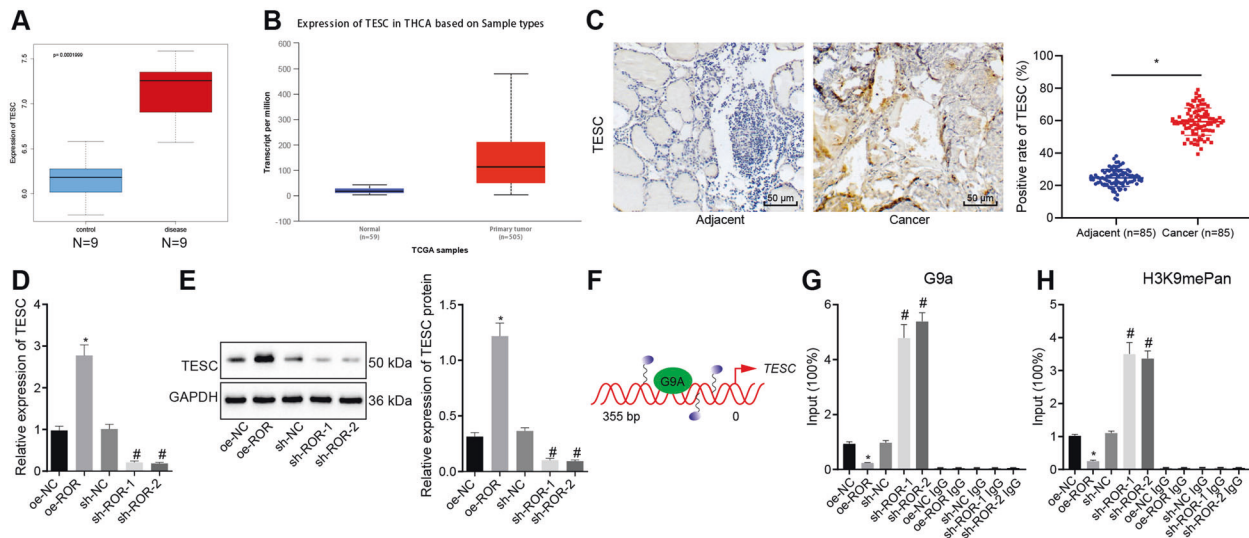 A
p= 0.0001998
Expression of TESC
7.5
7.0
6.5
6.0
control
disease
N=9
N=9
B
Expression of TESC in THCA based on Sample types
Transcript per million
600
500
400
300
200
100
0
-100
Normal
(n=59)
Primary tumor
(n=505)
TCGA samples
C
TESC
50 µm
50 µm
Adjacent
Cancer
Positive rate of TESC (%)
100
80
60
40
20
0
*
Adjacent (n=85)
Cancer (n=85)
D
Relative expression of TESC
4
3
2
1
0
*
#
#
oe-NC
oe-ROR
sh-NC
sh-ROR-1
sh-ROR-2
E
TESC
50 kDa
GAPDH
36 kDa
oe-NC
oe-ROR
sh-NC
sh-ROR-1
sh-ROR-2
Relative expression of TESC protein
1.5
1.0
0.5
0.0
*
#
#
oe-NC
oe-ROR
sh-NC
sh-ROR-1
sh-ROR-2
F
G9A
TESC
355 bp
0
G
G9a
Input (100%)
6
4
2
0
*
#
#
oe-NC
oe-ROR
sh-NC
sh-ROR-1
sh-ROR-2
oe-NC IgG
oe-ROR IgG
sh-NC IgG
sh-ROR-1 IgG
sh-ROR-2 IgG
H
H3K9mePan
Input (100%)
5
4
3
2
1
0
*
#
#
oe-NC
oe-ROR
sh-NC
sh-ROR-1
sh-ROR-2
oe-NC IgG
oe-ROR IgG
sh-NC IgG
sh-ROR-1 IgG
sh-ROR-2 IgG